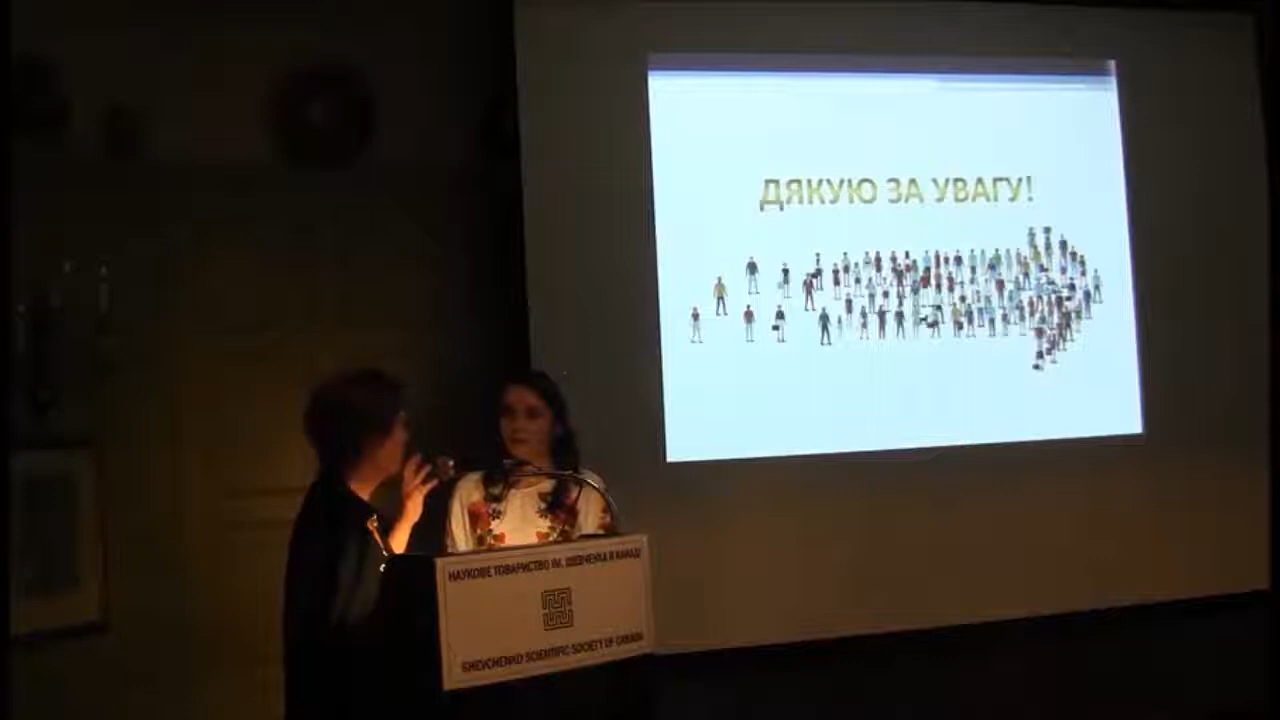 ДЯКУЮ ЗА УВАГУ!
НАУКОВЕ ТОВАРИСТВО ІМ. ШЕВЧЕНКА В КАНАДІ
SHEVCHENKO SCIENTIFIC SOCIETY OF CANADA